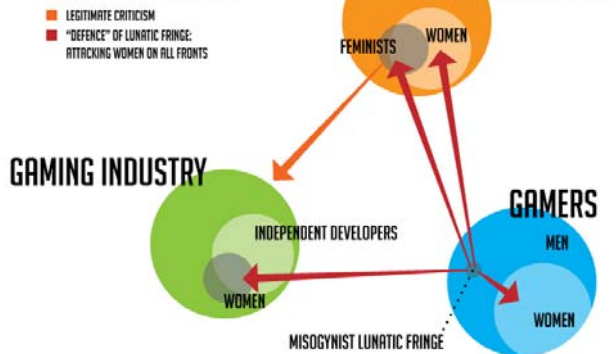 LEGITIMATE CRITICISM
"DEFENCE" OF LUNATIC FRINGE:
ATTACKING WOMEN ON ALL FRONTS
FEMINISTS
WOMEN
GAMING INDUSTRY
INDEPENDENT DEVELOPERS
WOMEN
GAMERS
MEN
WOMEN
MISOGYNIST LUNATIC FRINGE